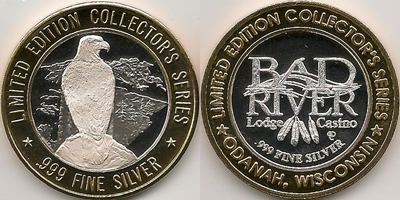 LIMITED EDITION COLLECTOR'S SERIES
.999 FINE SILVER
LIMITED EDITION COLLECTOR'S SERIES
BAD
RIVER
Lodge Casino
.999 FINE SILVER
ODANAH, WISCONSIN